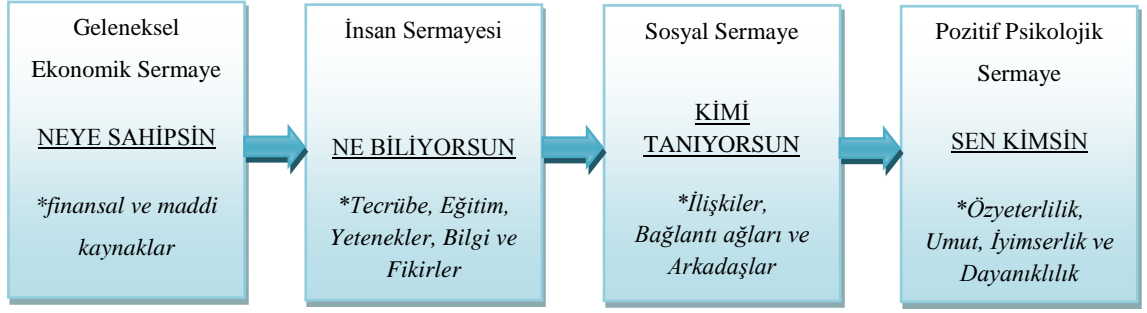 Geleneksel
Ekonomik Sermaye
NEYE SAHİPSİN
*finansal ve maddi
kaynaklar
İnsan Sermayesi
NE BİLİYORSUN
*Tecrübe, Eğitim,
Yetenekler, Bilgi ve
Fikirler
Sosyal Sermaye
KİMİ
TANIYORSUN
*İlişkiler,
Bağlantı ağları ve
Arkadaşlar
Pozitif Psikolojik
Sermaye
SEN KİMSİN
*Özyeterlilik,
Umut, İyimserlik ve
Dayanıklılık